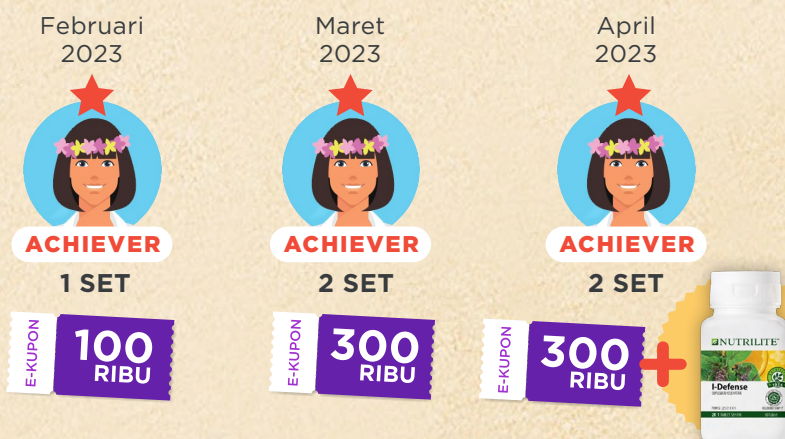 Februari
2023
ACHIEVER
1 SET
E-KUPON
100
RIBU
Maret
2023
ACHIEVER
2 SET
E-KUPON
300
RIBU
April
2023
ACHIEVER
2 SET
E-KUPON
300
RIBU
+
NUTRILITE
I-Defense